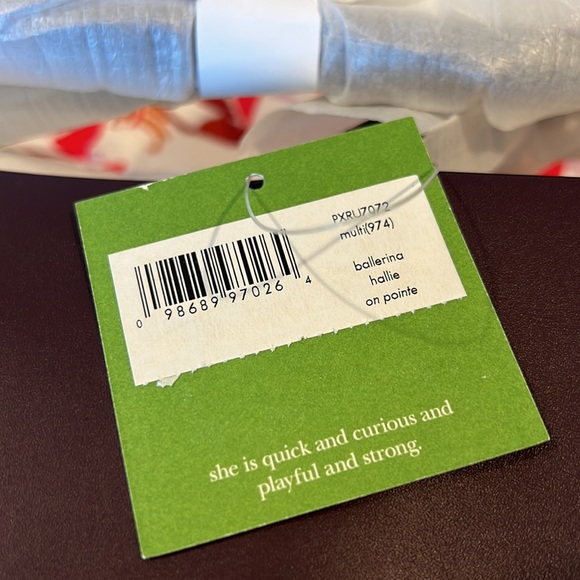 PXRU7072
multi(974)
ballerina
hallie
on pointe
0 98689 97026 4
she is quick and curious and
playful and strong.